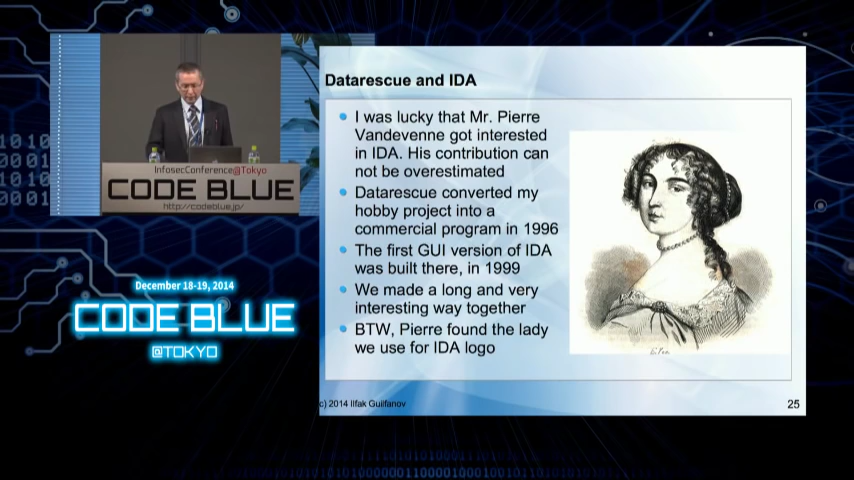 InfosecConference@Tokyo
CODE BLUE
http://codeblue.jp/
December 18-19, 2014
CODE BLUE
@TOKYO
Datarescue and IDA
I was lucky that Mr. Pierre
Vandevenne got interested
in IDA. His contribution can
not be overestimated
Datarescue converted my
hobby project into a
commercial program in 1996
The first GUI version of IDA
was built there, in 1999
We made a long and very
interesting way together
BTW, Pierre found the lady
we use for IDA logo
c) 2014 Ilfak Guilfanov
25